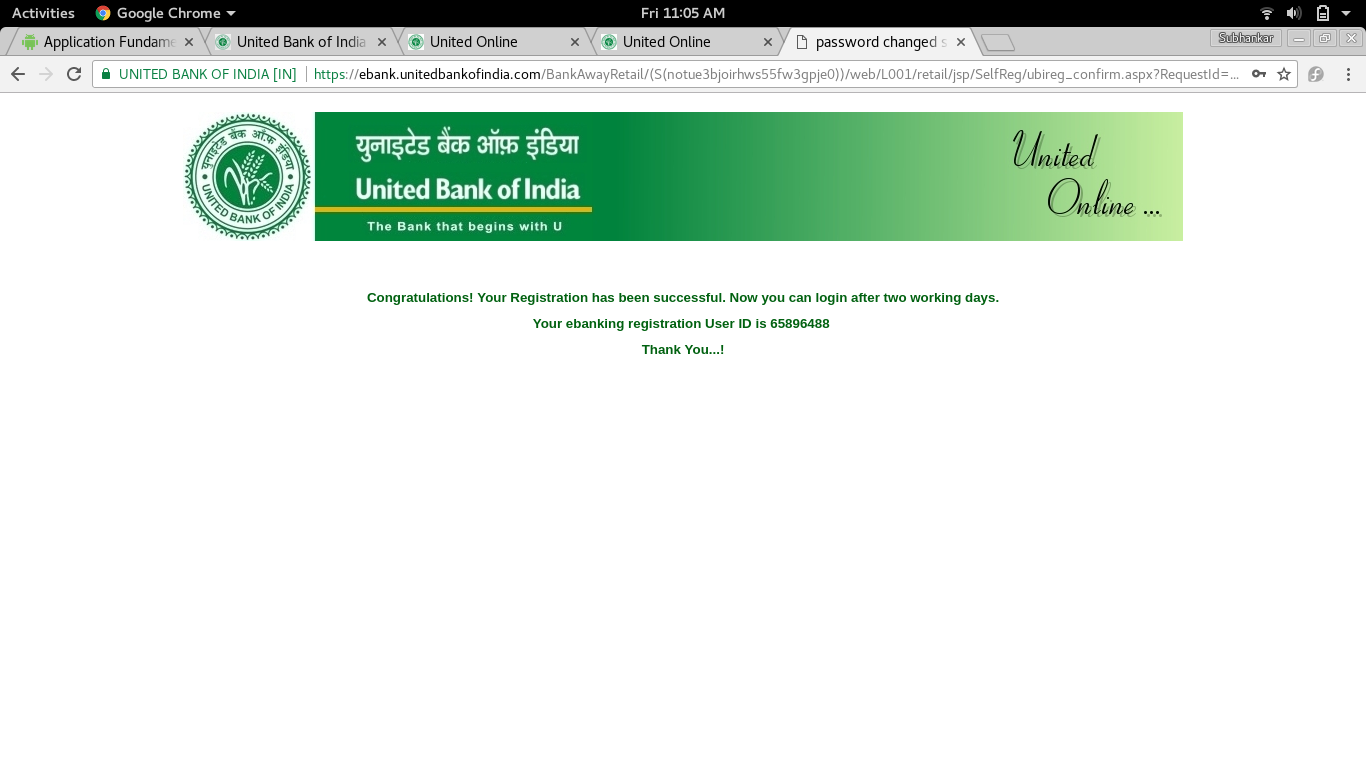 Activities Google Chrome Fri 11:05 AM
Application Fundame United Bank of India United Online United Online password changed s Subhankar
UNITED BANK OF INDIA [IN] https://ebank.unitedbankofindia.com/BankAwayRetail/(S(notue3bjoirhws55fw3gpje0))/web/L001/retail/jsp/SelfReg/ubireg_confirm.aspx?RequestId=...
युनाइटेड बैंक ऑफ़ इंडिया
UNITED BANK OF INDIA
युनाइटेड बैंक ऑफ़ इंडिया
United Bank of India
The Bank that begins with U
United
Online ...
Congratulations! Your Registration has been successful. Now you can login after two working days.
Your ebanking registration User ID is 65896488
Thank You...!